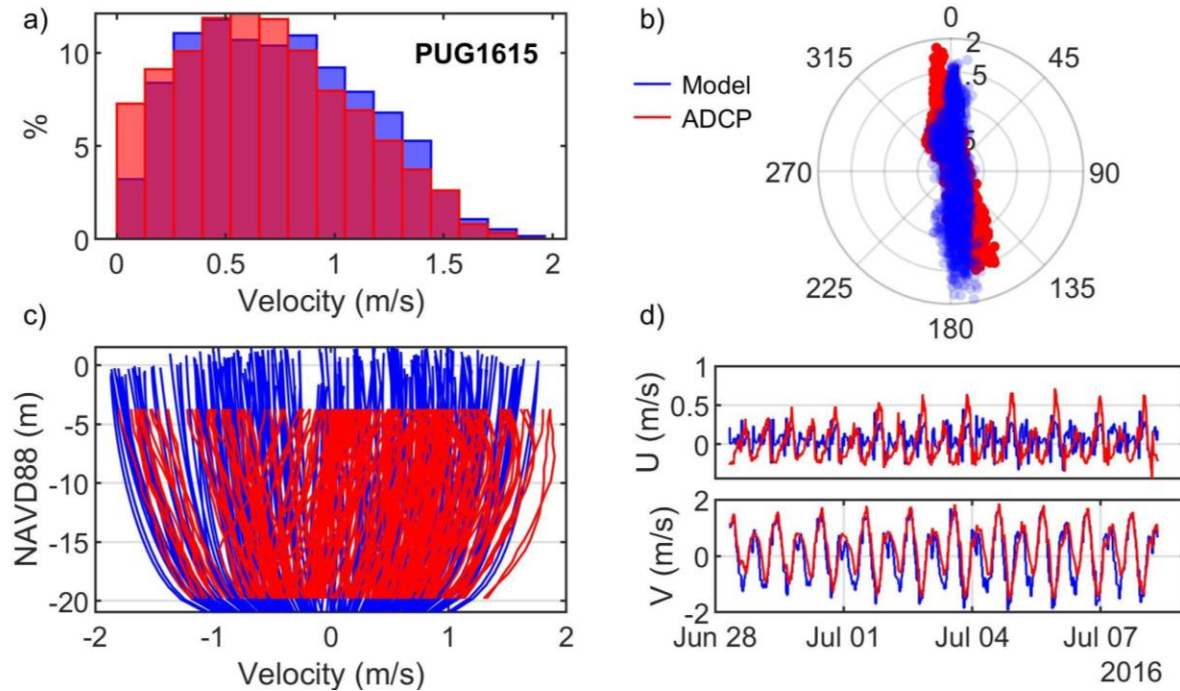 a)
10
5
0
%
PUG1615
0 0.5 1 1.5 2
Velocity (m/s)
b)
Model
ADCP
0
45
90
135
180
225
270
315
2
.5
5
c)
0
-5
-10
-15
-20
NAVD88 (m)
-2 -1 0 1 2
Velocity (m/s)
d)
1
0.5
0
U (m/s)
2
0
-2
V (m/s)
Jun 28 Jul 01 Jul 04 Jul 07
2016